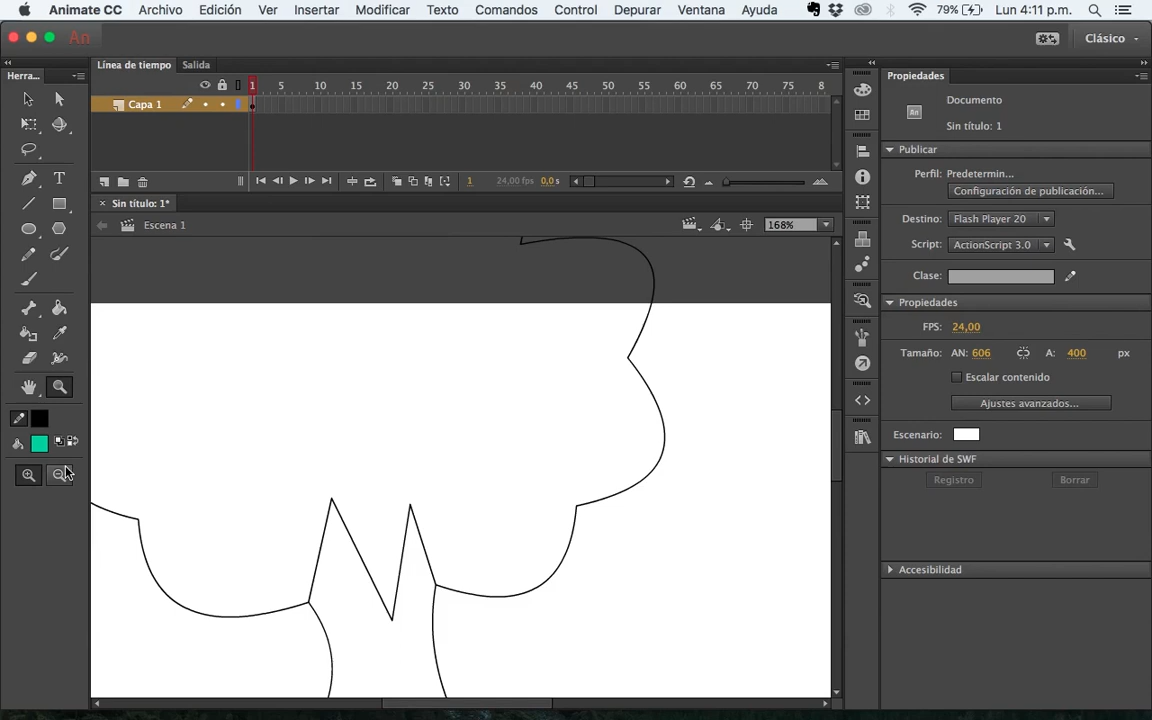 Animate CC Archivo Edición Ver Insertar Modificar Texto Comandos Control Depurar Ventana Ayuda 79% Lun 4:11 p.m.
An Clásico
Herra... Línea de tiempo Salida Propiedades
1 5 10 15 20 25 30 35 40 45 50 55 60 65 70 75 8
Capa 1
An Documento
Sin título: 1
Publicar
Perfil: Predetermin...
1 24,00 fps 0,0 s
Configuración de publicación...
T
Sin título: 1*
Destino: Flash Player 20
Escena 1 168%
Script: ActionScript 3.0
Clase:
Propiedades
FPS: 24,00
Tamaño: AN: 606 A: 400 px
Escalar contenido
Ajustes avanzados...
Escenario:
Historial de SWF
Registro Borrar
Accesibilidad